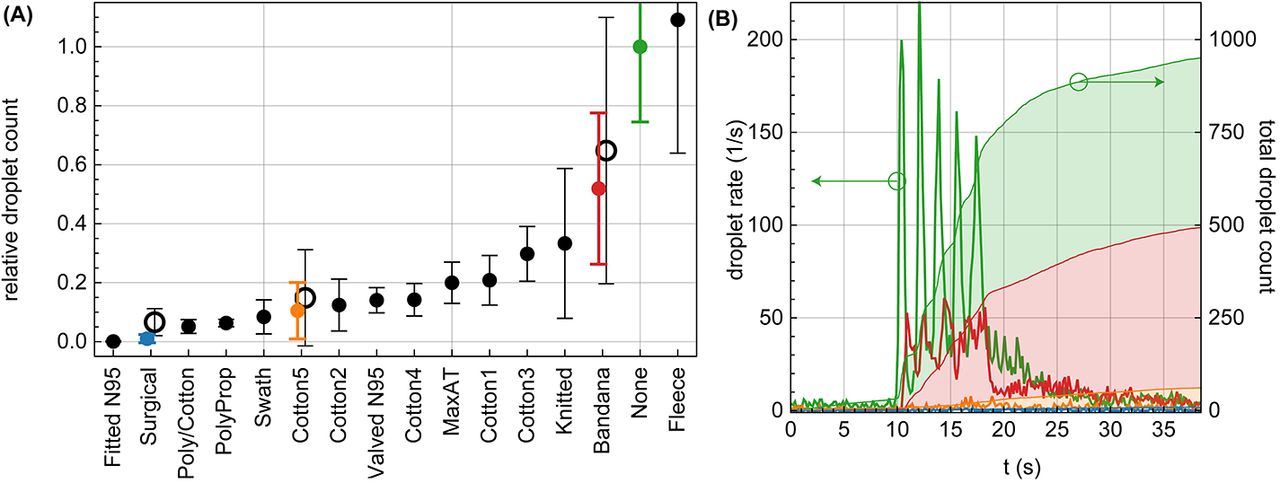 (A)
relative droplet count
1.0
0.8
0.6
0.4
0.2
0.0
Fitted N95
Surgical
Poly/Cotton
PolyProp
Swath
Cotton5
Cotton2
Valved N95
Cotton4
MaxAT
Cotton1
Cotton3
Knitted
Bandana
None
Fleece
(B)
droplet rate (1/s)
200
150
100
50
0
0
5
10
15
20
25
30
35
t (s)
1000
750
500
250
0
total droplet count